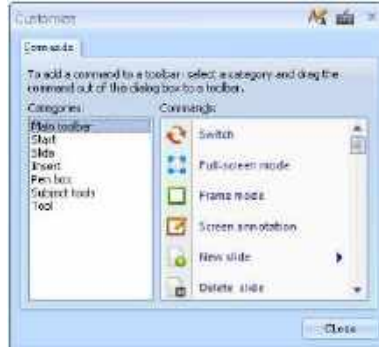 Customize
Commands
To add a command to a toolbar: select a category and drag the
command out of this dialog box to a toolbar.
Categories:
Commands:
Main toolbar
Start
Slide
Insert
Pen box
Subject tools
Tool
Switch
Full-screen mode
Frame mode
Screen annotation
New slide
Delete slide
Close